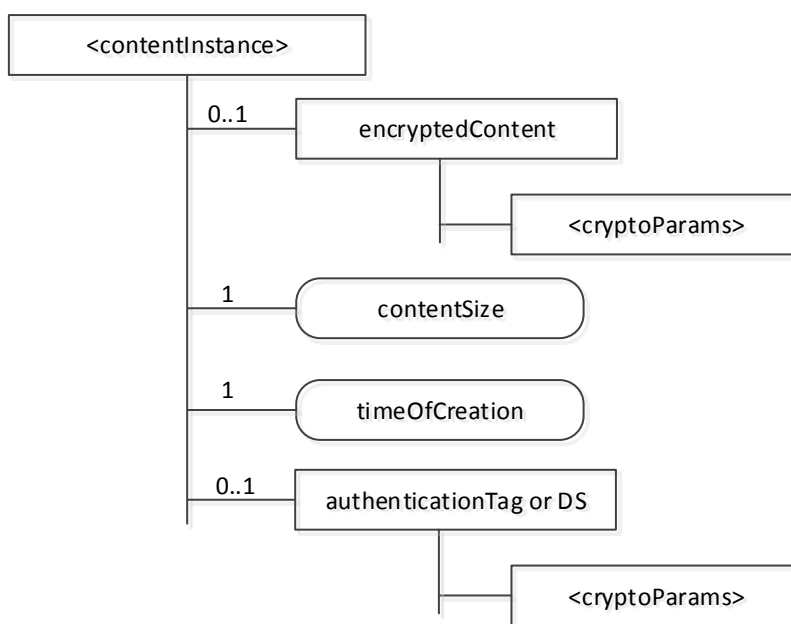 <contentInstance>
0..1
encryptedContent
<cryptoParams>
1
contentSize
1
timeOfCreation
0..1
authenticationTag or DS
<cryptoParams>